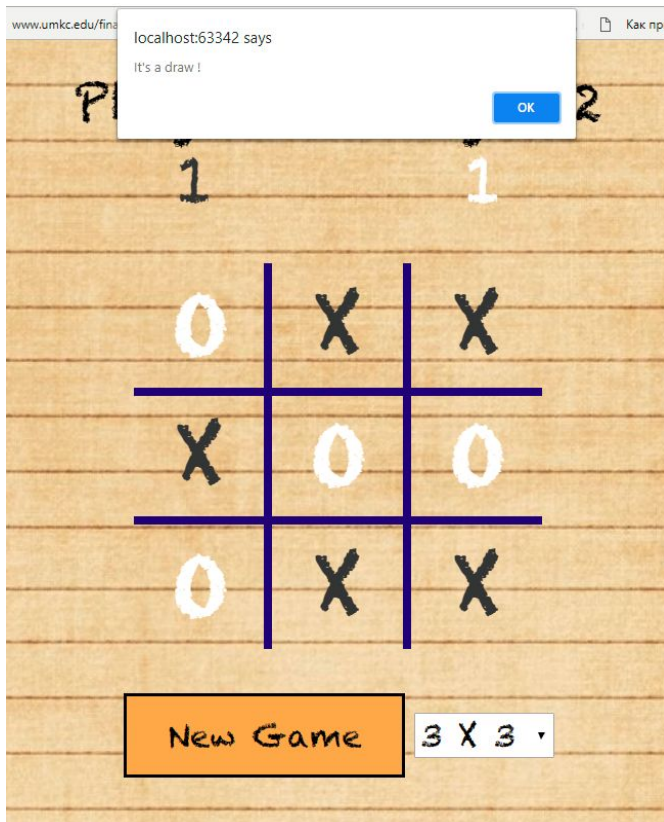 www.umkc.edu/fina
Как пр
localhost:63342 says
It's a draw !
OK
2
1 1
O X X
X O O
O X X
New Game 3 X 3